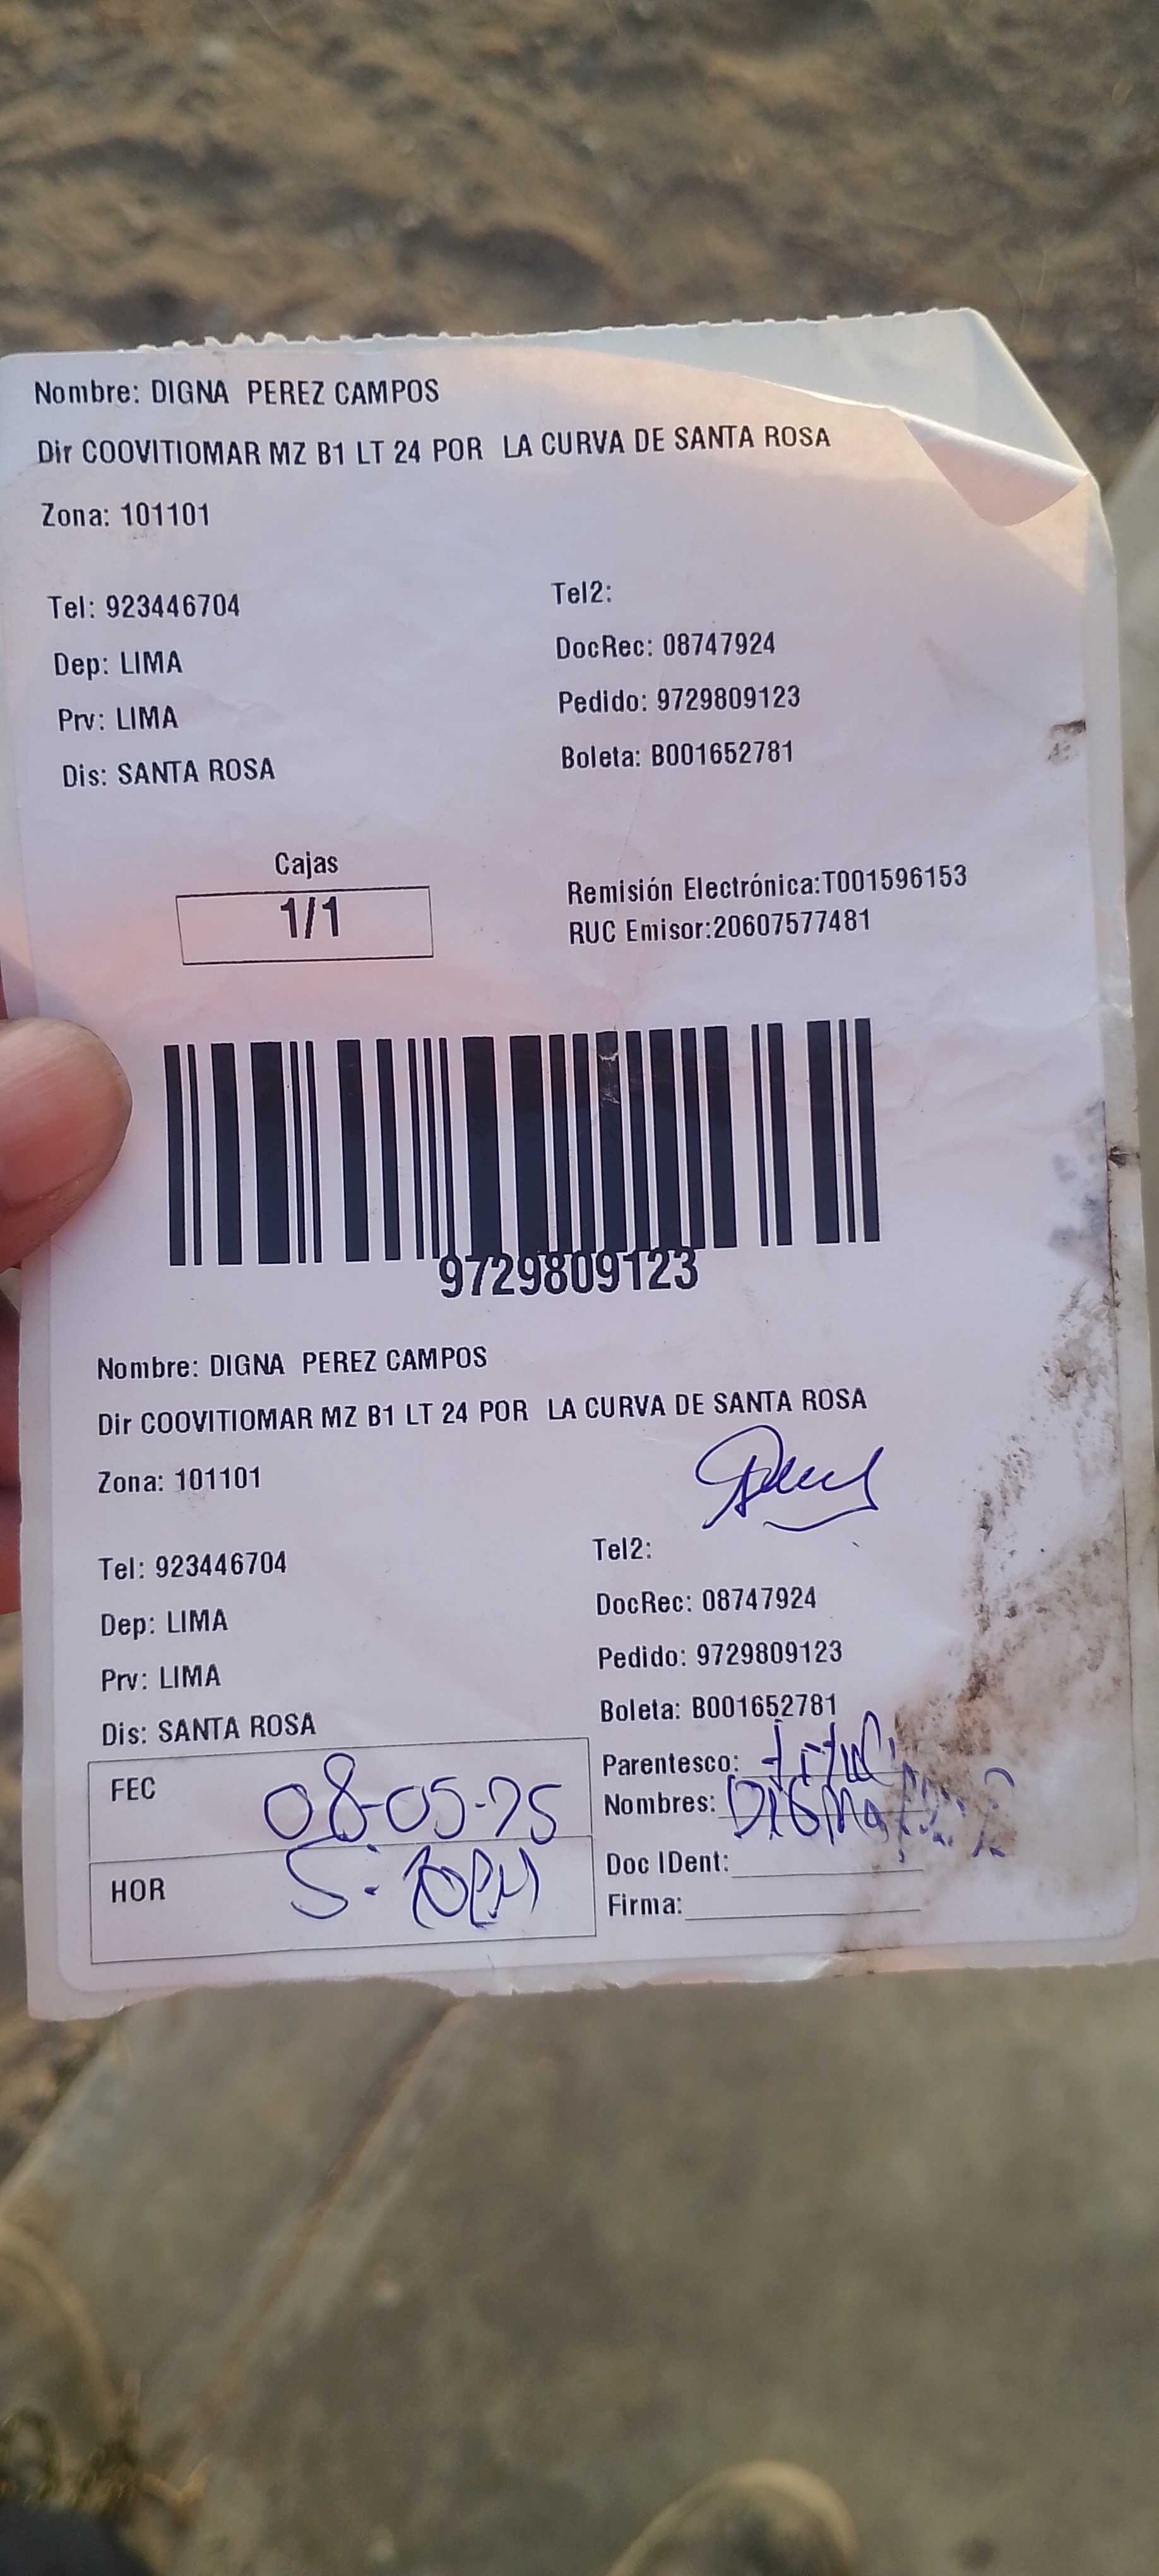 Nombre: DIGNA PEREZ CAMPOS
Dir COOVITIOMAR MZ B1 LT 24 POR LA CURVA DE SANTA ROSA
Zona: 101101
Tel: 923446704 Tel2:
Dep: LIMA DocRec: 08747924
Prv: LIMA Pedido: 9729809123
Dis: SANTA ROSA Boleta: B001652781
Cajas
1/1
Remisión Electrónica:T001596153
RUC Emisor:20607577481
9729809123
Nombre: DIGNA PEREZ CAMPOS
Dir COOVITIOMAR MZ B1 LT 24 POR LA CURVA DE SANTA ROSA
Zona: 101101
Tel: 923446704 Tel2:
Dep: LIMA DocRec: 08747924
Prv: LIMA Pedido: 9729809123
Dis: SANTA ROSA Boleta: B001652781
FEC 08-05-25
HOR
Parentesco:
Nombres: DIGNA
Doc IDent:
Firma: